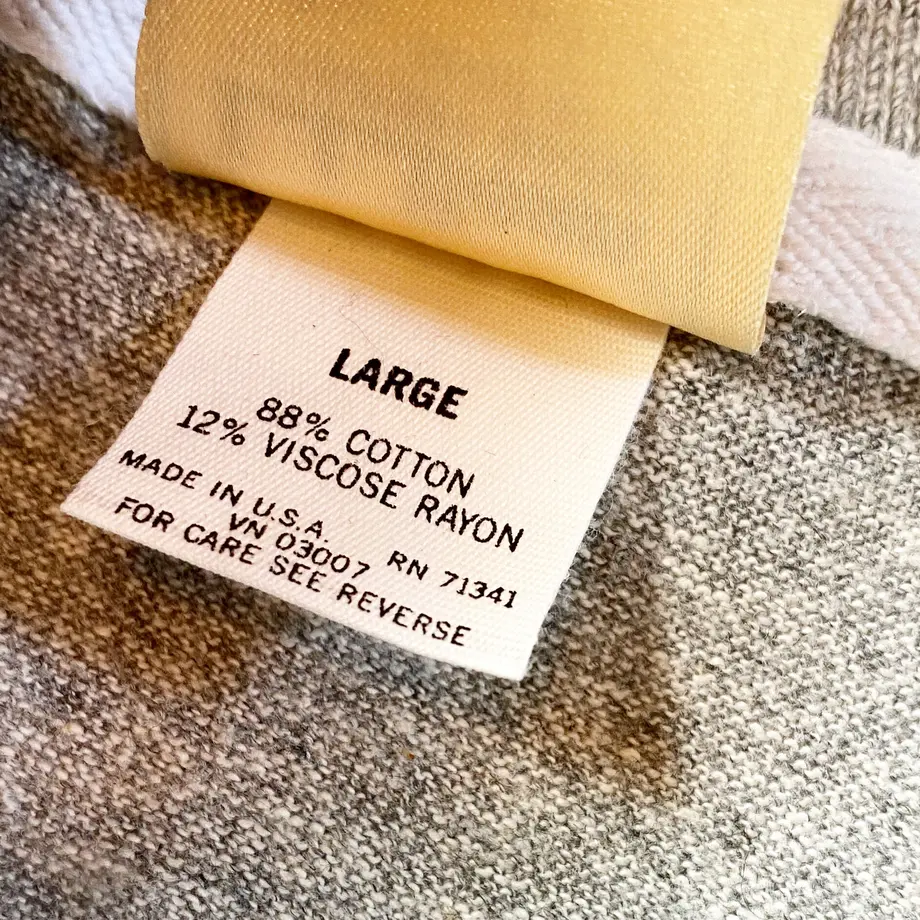 LARGE
88% COTTON
12% VISCOSE RAYON
MADE IN U.S.A. RN 71341
VN 03007
FOR CARE SEE REVERSE